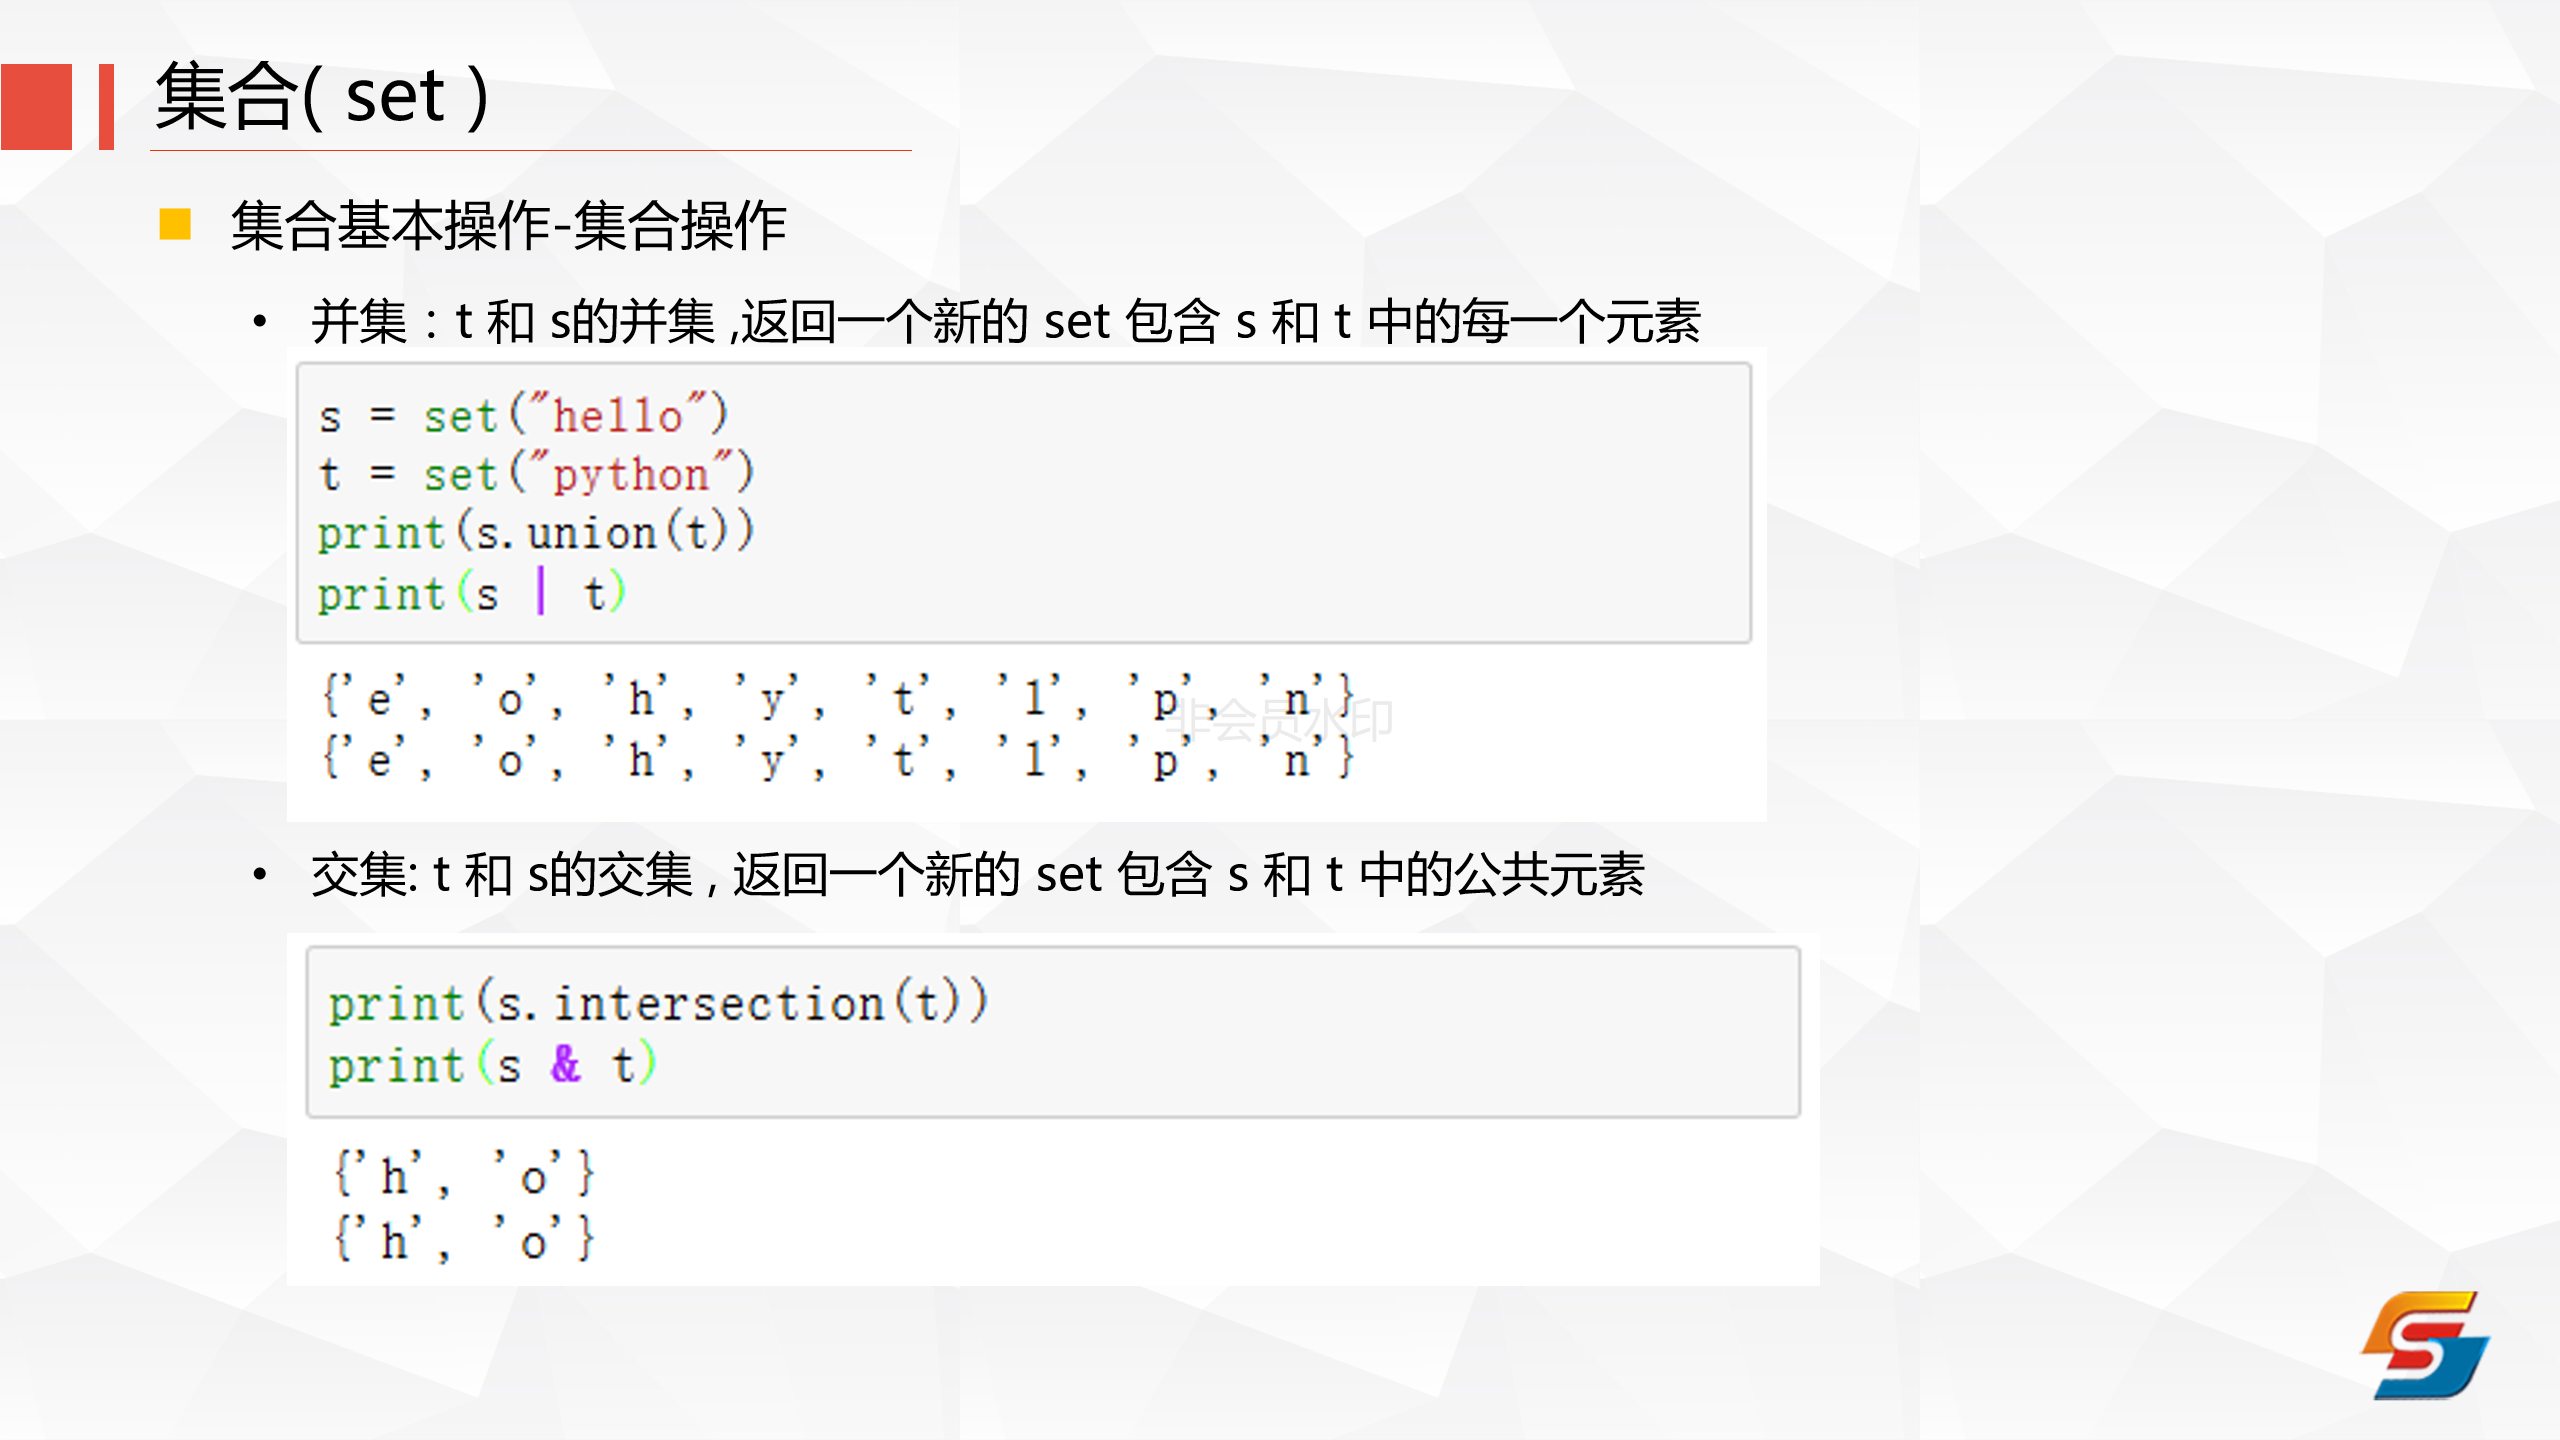 集合( set )
集合基本操作-集合操作
• 并集：t 和 s的并集 ,返回一个新的 set 包含 s 和 t 中的每一个元素
s = set("hello")
t = set("python")
print(s.union(t))
print(s | t)
{'e', 'o', 'h', 'y', 't', 'l', 'p', 'n'}
非会员水印
{'e', 'o', 'h', 'y', 't', 'l', 'p', 'n'}
• 交集: t 和 s的交集 , 返回一个新的 set 包含 s 和 t 中的公共元素
print(s.intersection(t))
print(s & t)
{'h', 'o'}
{'h', 'o'}